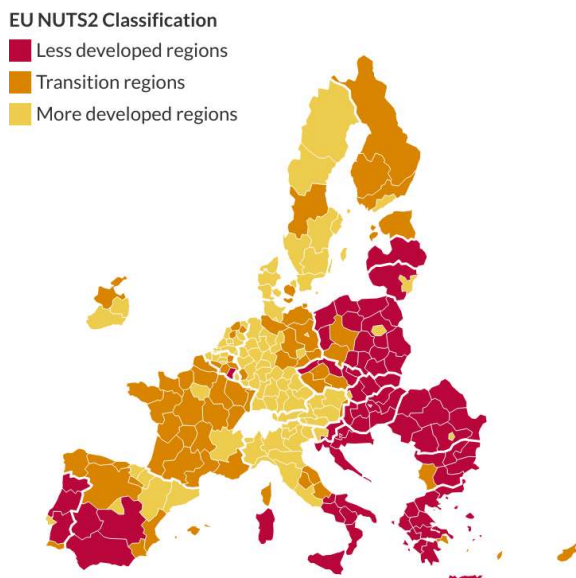 EU NUTS2 Classification
Less developed regions
Transition regions
More developed regions